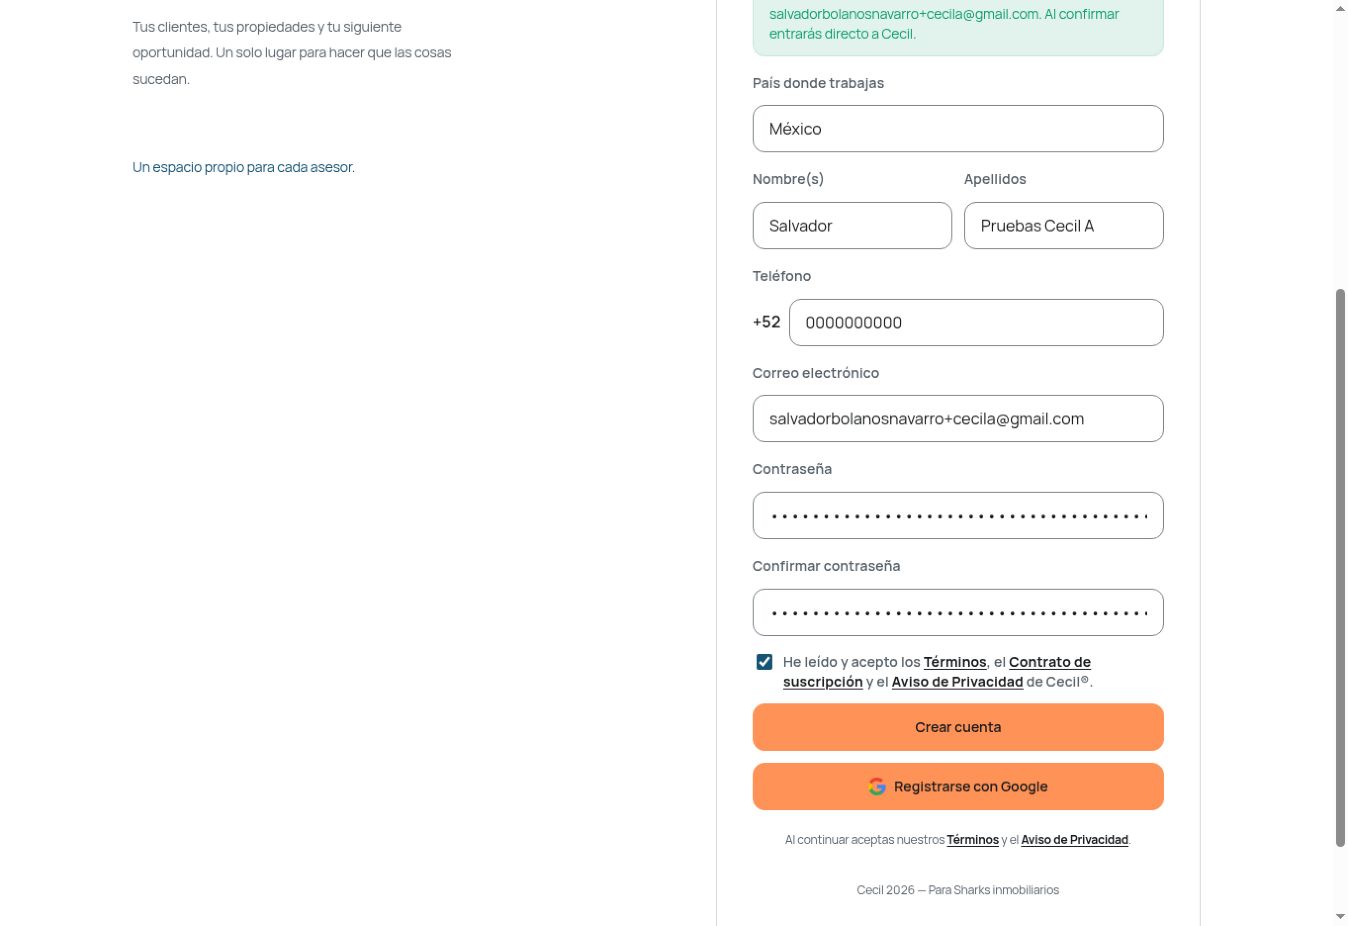 Tus clientes, tus propiedades y tu siguiente
oportunidad. Un solo lugar para hacer que las cosas
sucedan.
Un espacio propio para cada asesor.
salvadorbolanosnavarro+cecila@gmail.com. Al confirmar
entrarás directo a Cecil.
País donde trabajas
México
Nombre(s)
Apellidos
Salvador
Pruebas Cecil A
Teléfono
+52
0000000000
Correo electrónico
salvadorbolanosnavarro+cecila@gmail.com
Contraseña
Confirmar contraseña
He leído y acepto los Términos, el Contrato de
suscripción y el Aviso de Privacidad de Cecil®.
Crear cuenta
Registrarse con Google
Al continuar aceptas nuestros Términos y el Aviso de Privacidad.
Cecil 2026 — Para Sharks inmobiliarios